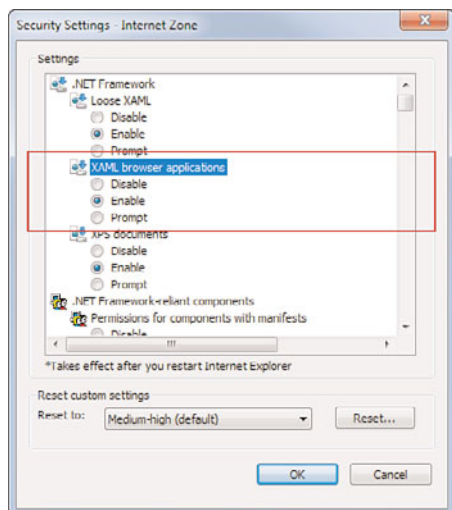 Security Settings - Internet Zone
Settings
.NET Framework
Loose XAML
Disable
Enable
Prompt
XAML browser applications
Disable
Enable
Prompt
XPS documents
Disable
Enable
Prompt
.NET Framework-reliant components
Permissions for components with manifests
Disable
*Takes effect after you restart Internet Explorer
Reset custom settings
Reset to: Medium-high (default) Reset...
OK Cancel